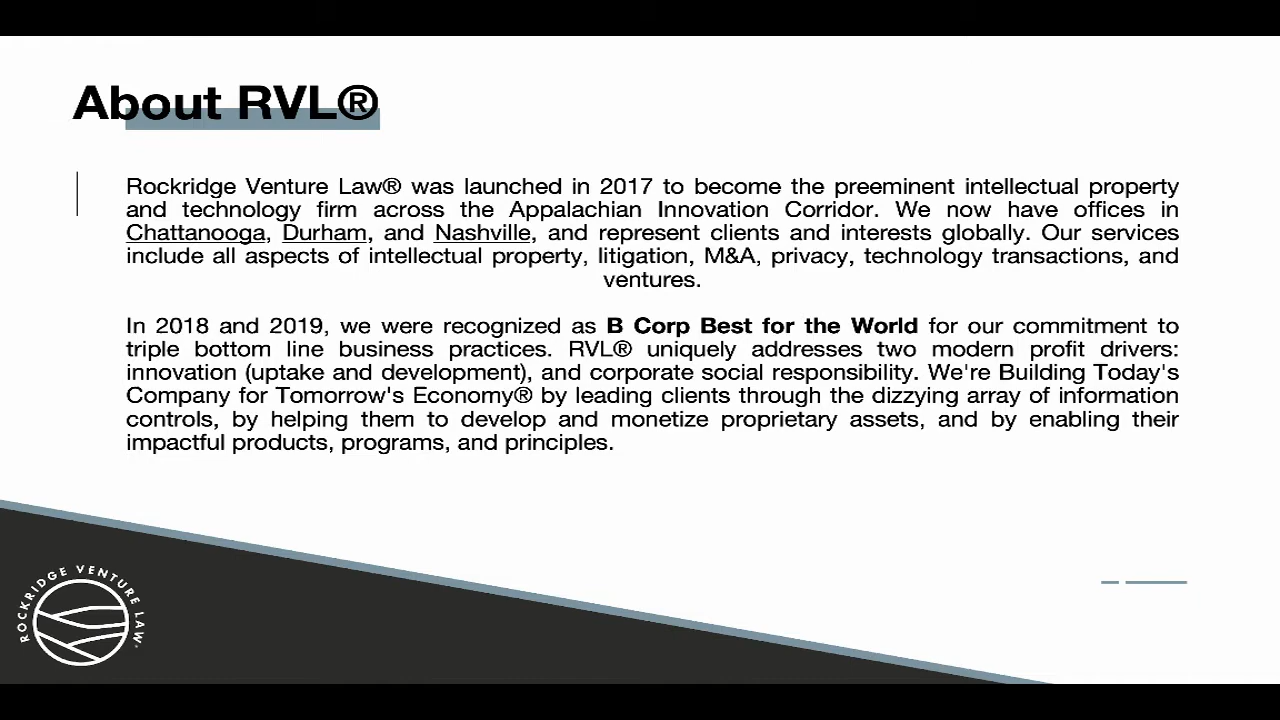 About RVL®
Rockridge Venture Law® was launched in 2017 to become the preeminent intellectual property
and technology firm across the Appalachian Innovation Corridor. We now have offices in
Chattanooga, Durham, and Nashville, and represent clients and interests globally. Our services
include all aspects of intellectual property, litigation, M&A, privacy, technology transactions, and
ventures.
In 2018 and 2019, we were recognized as B Corp Best for the World for our commitment to
triple bottom line business practices. RVL® uniquely addresses two modern profit drivers:
innovation (uptake and development), and corporate social responsibility. We're Building Today's
Company for Tomorrow's Economy® by leading clients through the dizzying array of information
controls, by helping them to develop and monetize proprietary assets, and by enabling their
impactful products, programs, and principles.
ROCKRIDGE VENTURE LAW®